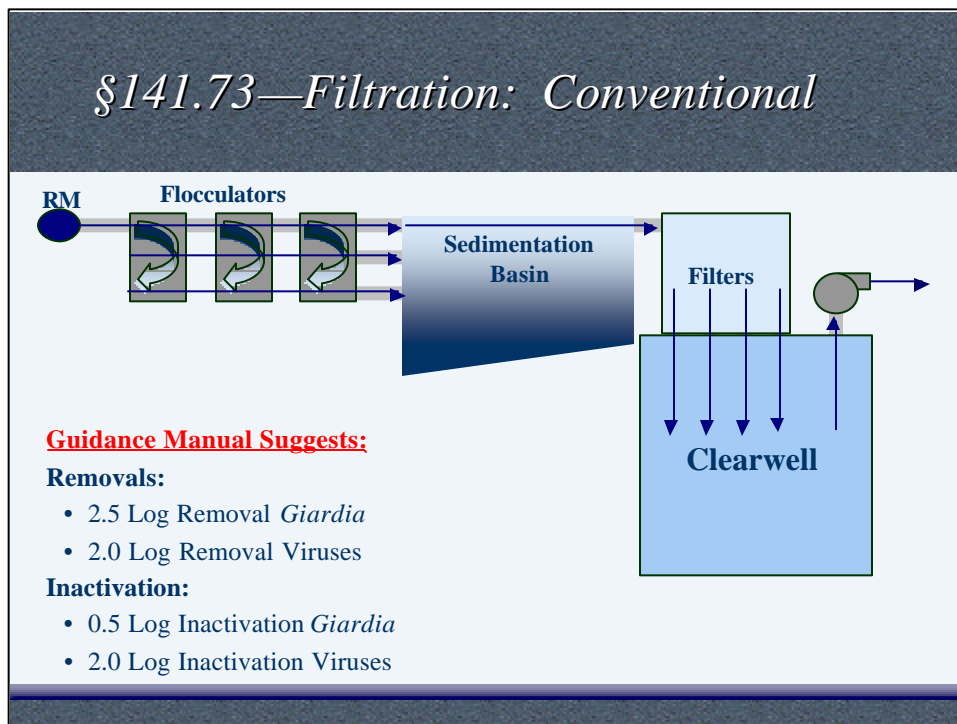 §141.73—Filtration: Conventional
RM
Flocculators
Sedimentation
Basin
Filters
Clearwell
Guidance Manual Suggests:
Removals:
• 2.5 Log Removal Giardia
• 2.0 Log Removal Viruses
Inactivation:
• 0.5 Log Inactivation Giardia
• 2.0 Log Inactivation Viruses